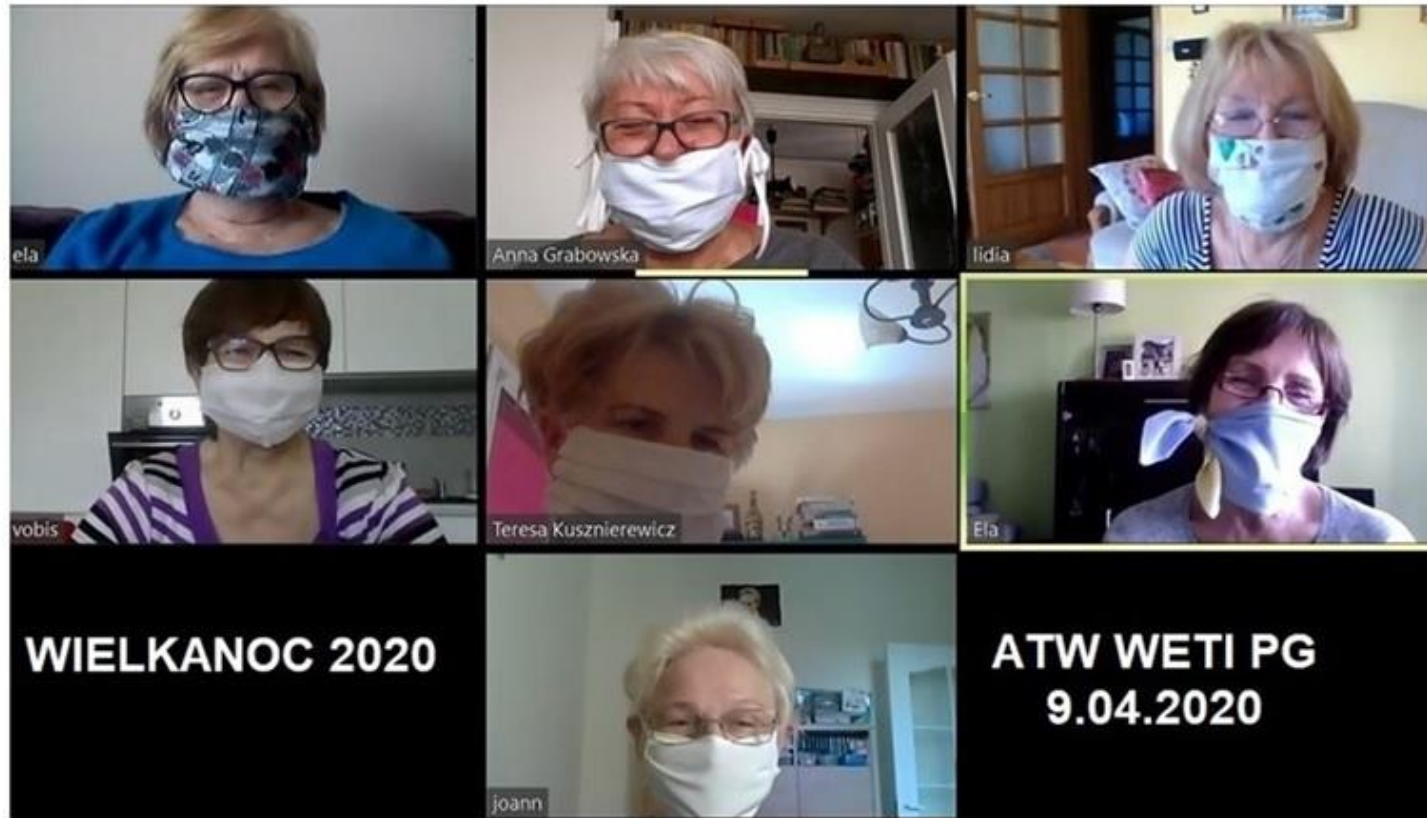 ela
Anna Grabowska
lidia
vobis
Teresa Kusznierewicz
Ela
WIELKANOC 2020
joann
ATW WETI PG
9.04.2020